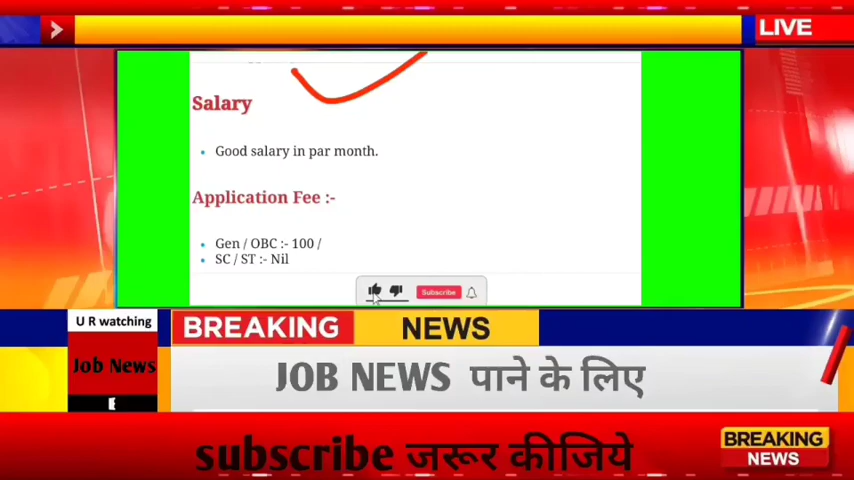 LIVE
Salary
Good salary in par month.
Application Fee :-
Gen / OBC :- 100 /
SC / ST :- Nil
Subscribe
U R watching
Job News
E
BREAKING NEWS
JOB NEWS पाने के लिए
subscribe जरूर कीजिये
BREAKING
NEWS